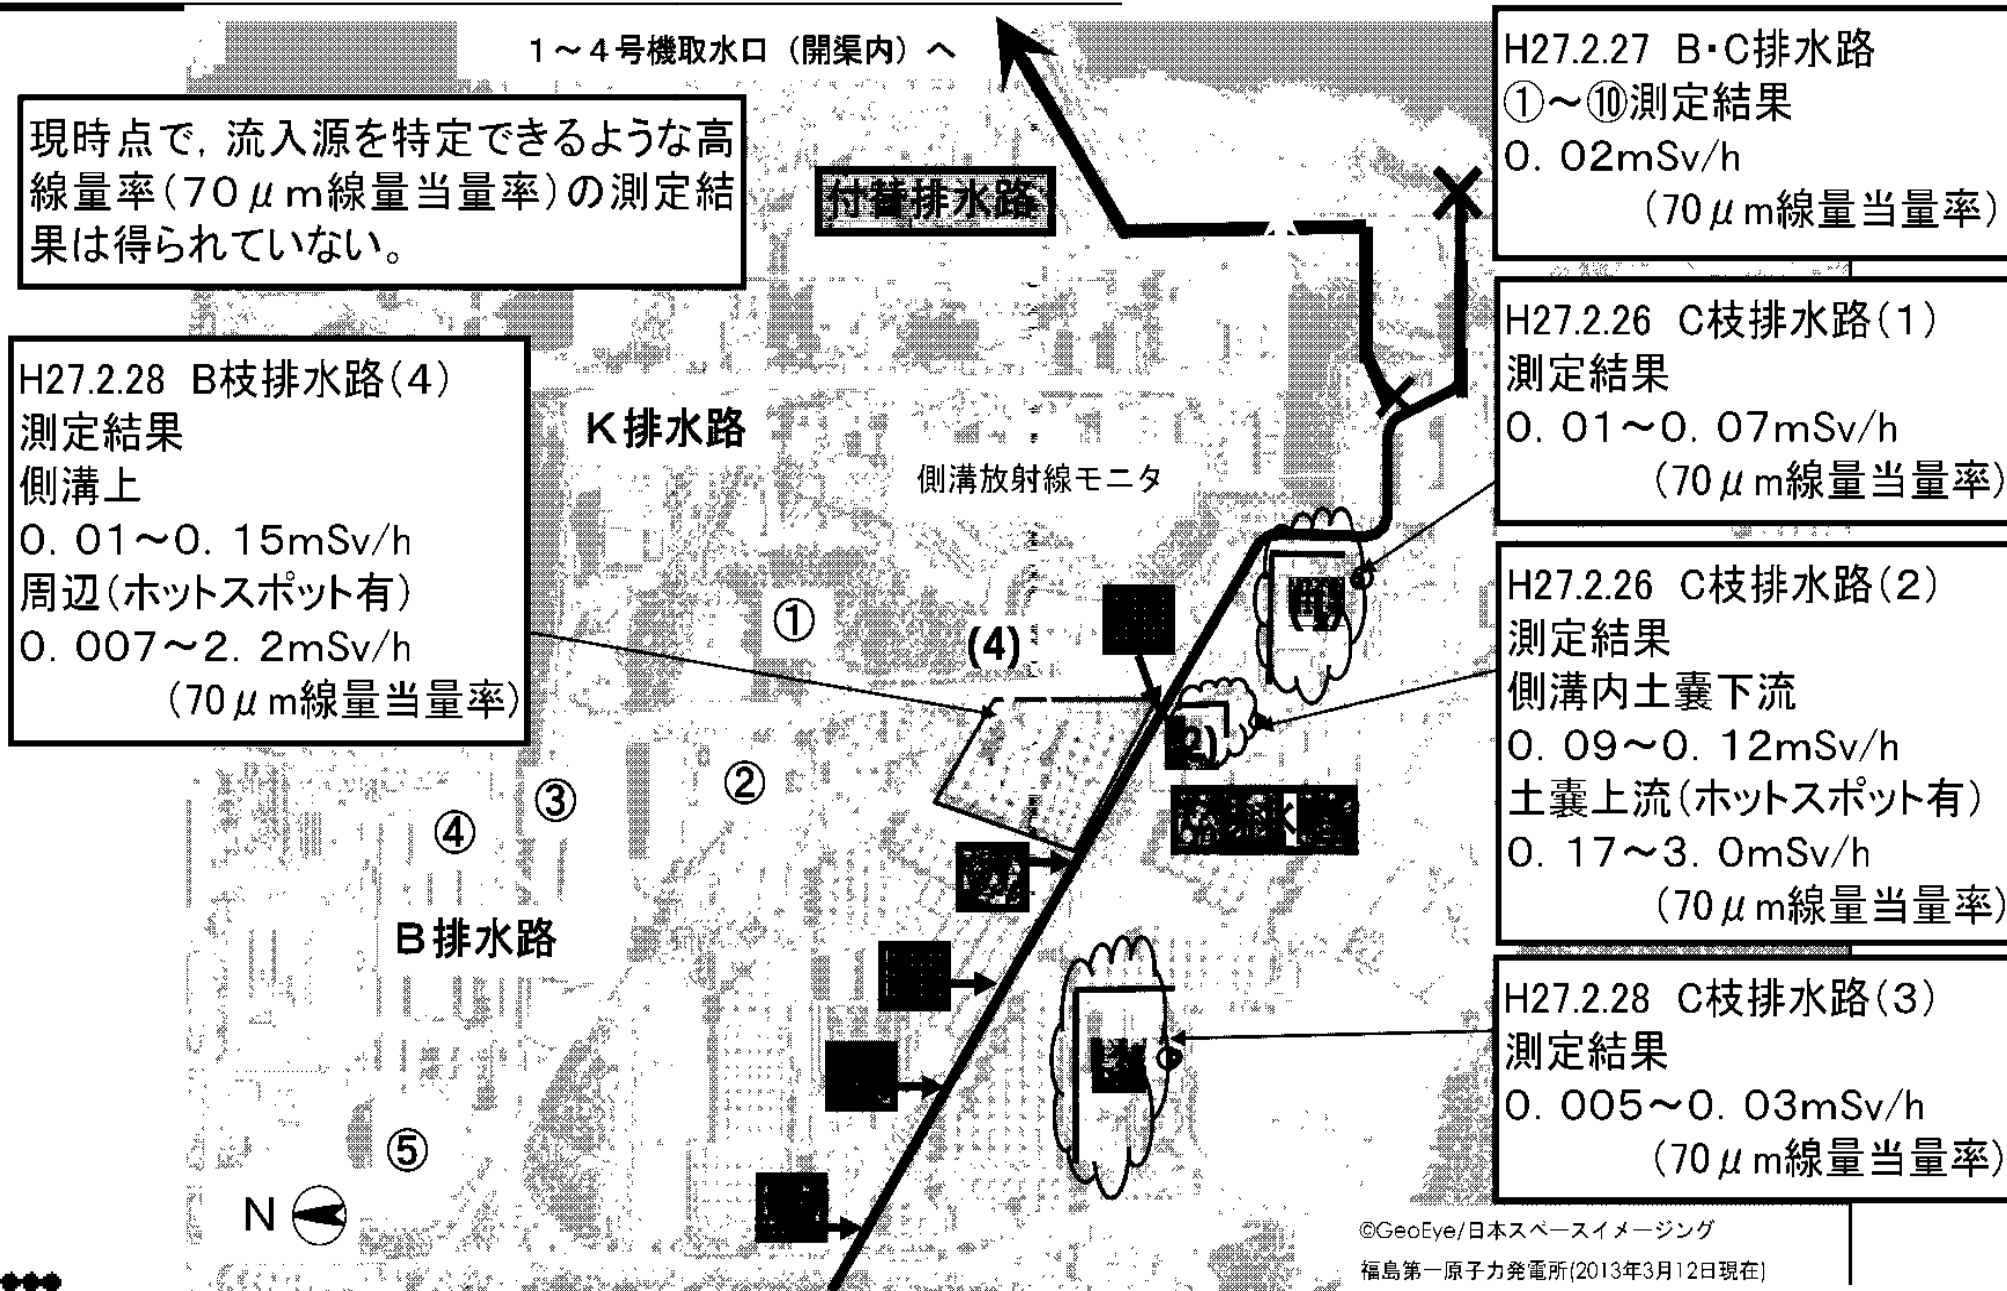 1～4号機取水口（開渠内）へ
現時点で，流入源を特定できるような高
線量率(70μm線量当量率)の測定結
果は得られていない。
付替排水路
H27.2.27 B・C排水路
①～⑩測定結果
0．02mSv/h
(70μm線量当量率)
H27.2.26 C枝排水路(1)
測定結果
0．01～0．07mSv/h
(70μm線量当量率)
H27.2.28 B枝排水路(4)
測定結果
側溝上
0．01～0．15mSv/h
周辺(ホットスポット有)
0．007～2．2mSv/h
(70μm線量当量率)
K排水路
側溝放射線モニタ
H27.2.26 C枝排水路(2)
測定結果
側溝内土嚢下流
0．09～0．12mSv/h
土嚢上流(ホットスポット有)
0．17～3．0mSv/h
(70μm線量当量率)
①
(4)
②
③
④
B排水路
⑤
N
H27.2.28 C枝排水路(3)
測定結果
0．005～0．03mSv/h
(70μm線量当量率)
©GeoEye/日本スペースイメージング
福島第一原子力発電所(2013年3月12日現在)